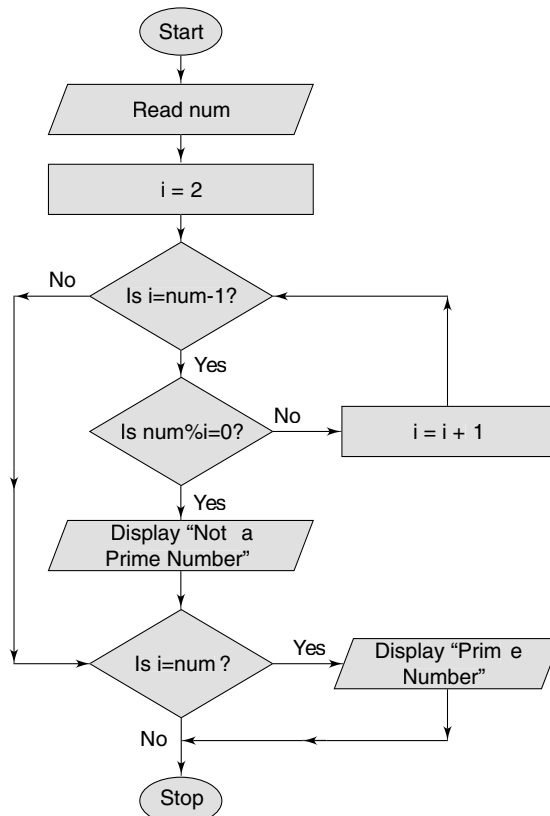 Start
Read num
i = 2
No
Is i=num-1?
Yes
Is num%i=0?
No
i = i + 1
Yes
Display “Not a
Prime Number”
Is i=num ?
Yes
Display “Prim e
Number”
No
Stop